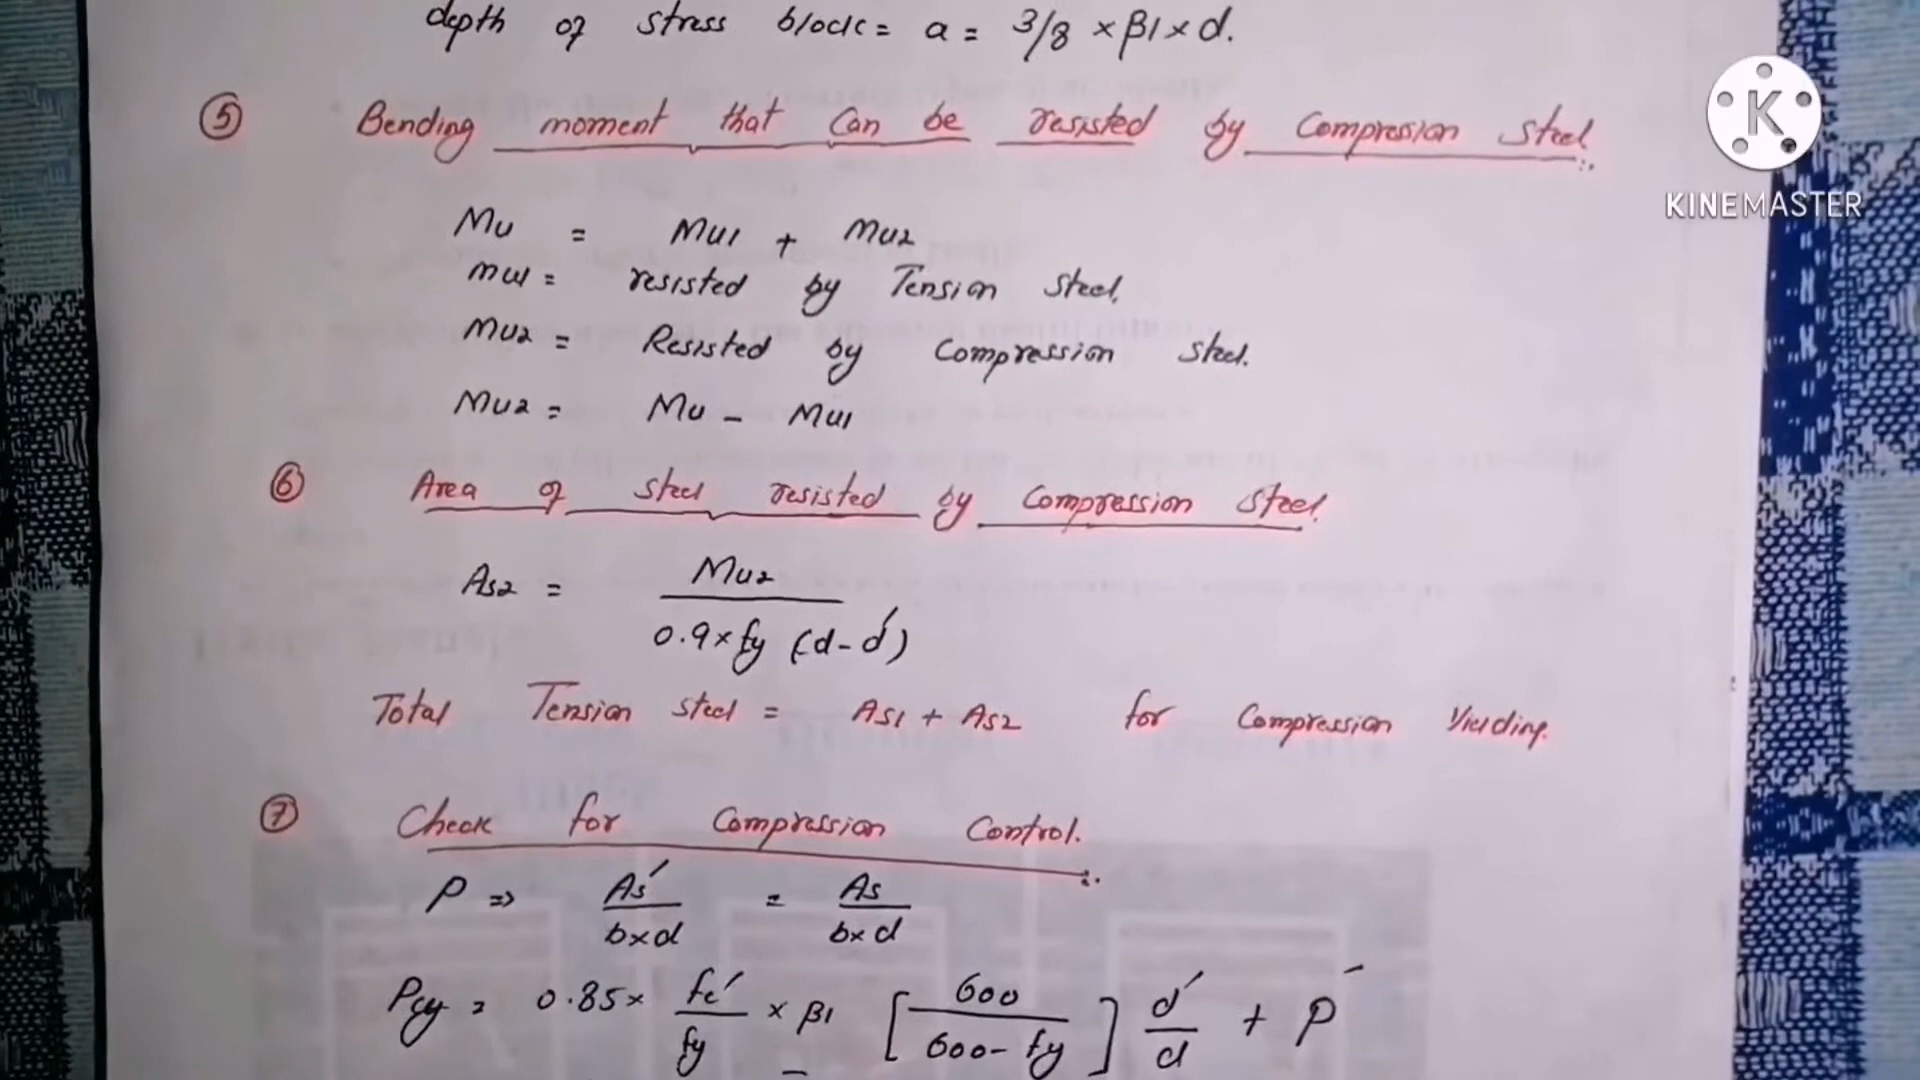 depth of stress block = a = 3/8 × β1 × d.
⑤ Bending moment that can be resisted by Compression Steel
K
KINEMASTER
Mu = Mu1 + Mu2
mu1 = resisted by Tension Steel.
Mu2 = Resisted by Compression Steel.
Mu2 = Mu - Mu1
⑥ Area of steel resisted by Compression Steel.
As2 = Mu2 / 0.9 × fy (d - d')
Total Tension steel = As1 + As2 for Compression Yielding.
⑦ Check for Compression Control.
P => As' / b×d = As / b×d
Pcy = 0.85 × fc' / fy × β1 [ 600 / 600 - fy ] d' / d + P'